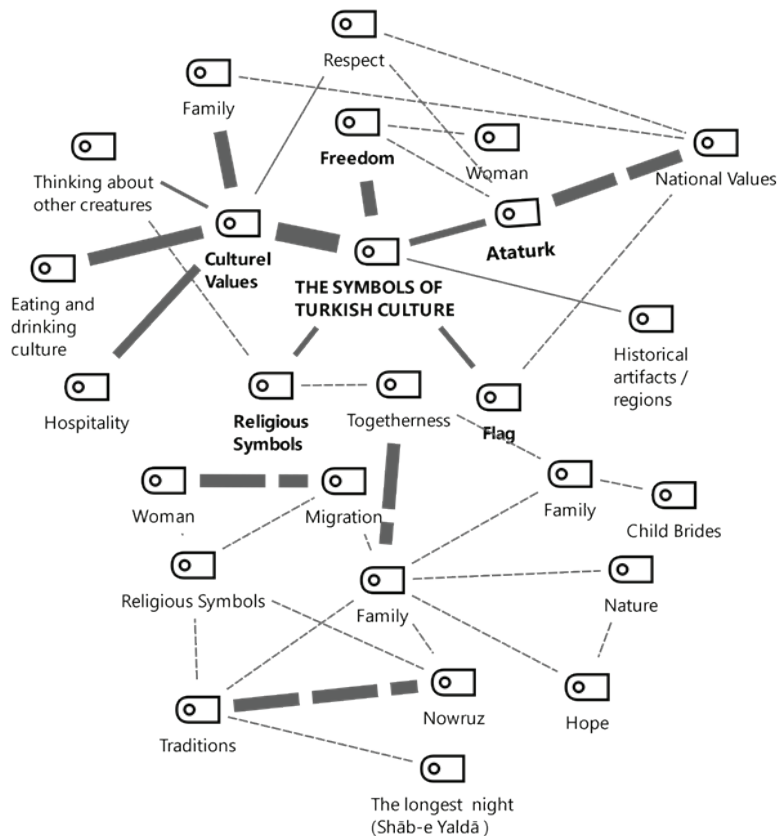 Respect
Family
Freedom
Woman
National Values
Thinking about
other creatures
Culturel
Values
Ataturk
THE SYMBOLS OF
TURKISH CULTURE
Eating and
drinking
culture
Historical
artifacts /
regions
Hospitality
Religious
Symbols
Togetherness
Flag
Woman
Migration
Family
Child Brides
Religious Symbols
Family
Nature
Traditions
Nowruz
Hope
The longest night
(Shāb-e Yaldā )